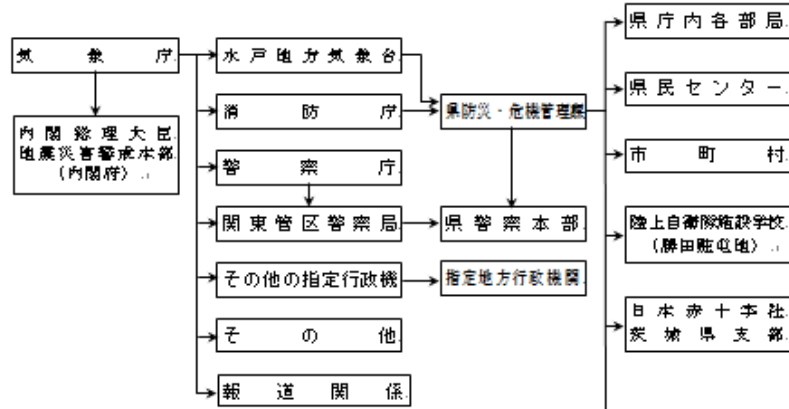 気象庁
内閣総理大臣
地震災害警戒本部
（内閣府）
水戸地方気象台
消防庁
警察庁
関東管区警察局
その他の指定行政機
その他
報道関係
県防災・危機管理課
県警察本部
指定地方行政機関
県庁内各部局
県民センター
市町村
陸上自衛隊施設学校
（勝田駐屯地）
日本赤十字社
茨城県支部